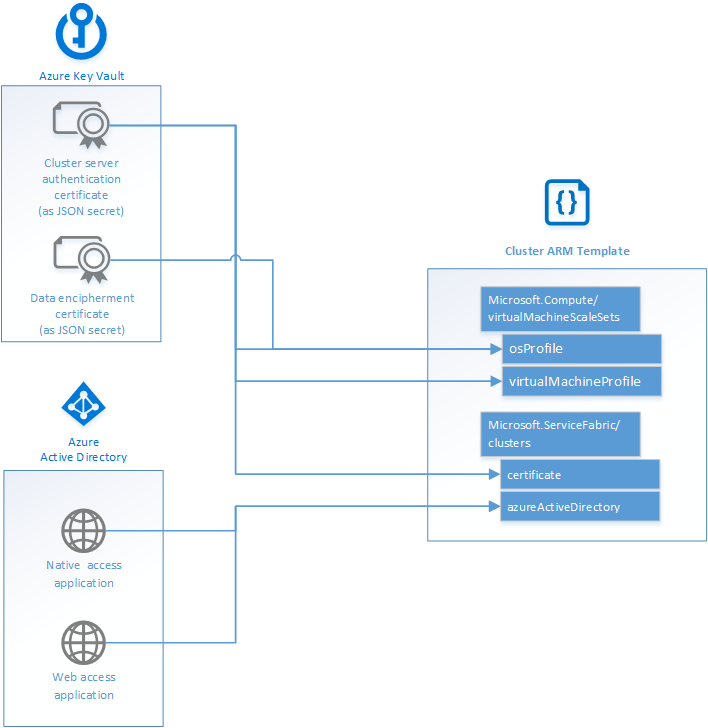 Azure Key Vault
Cluster server
authentication
certificate
(as JSON secret)
Data encipherment
certificate
(as JSON secret)
Azure
Active Directory
Native access
application
Web access
application
{}
Cluster ARM Template
Microsoft.Compute/
virtualMachineScaleSets
osProfile
virtualMachineProfile
Microsoft.ServiceFabric/
clusters
certificate
azureActiveDirectory